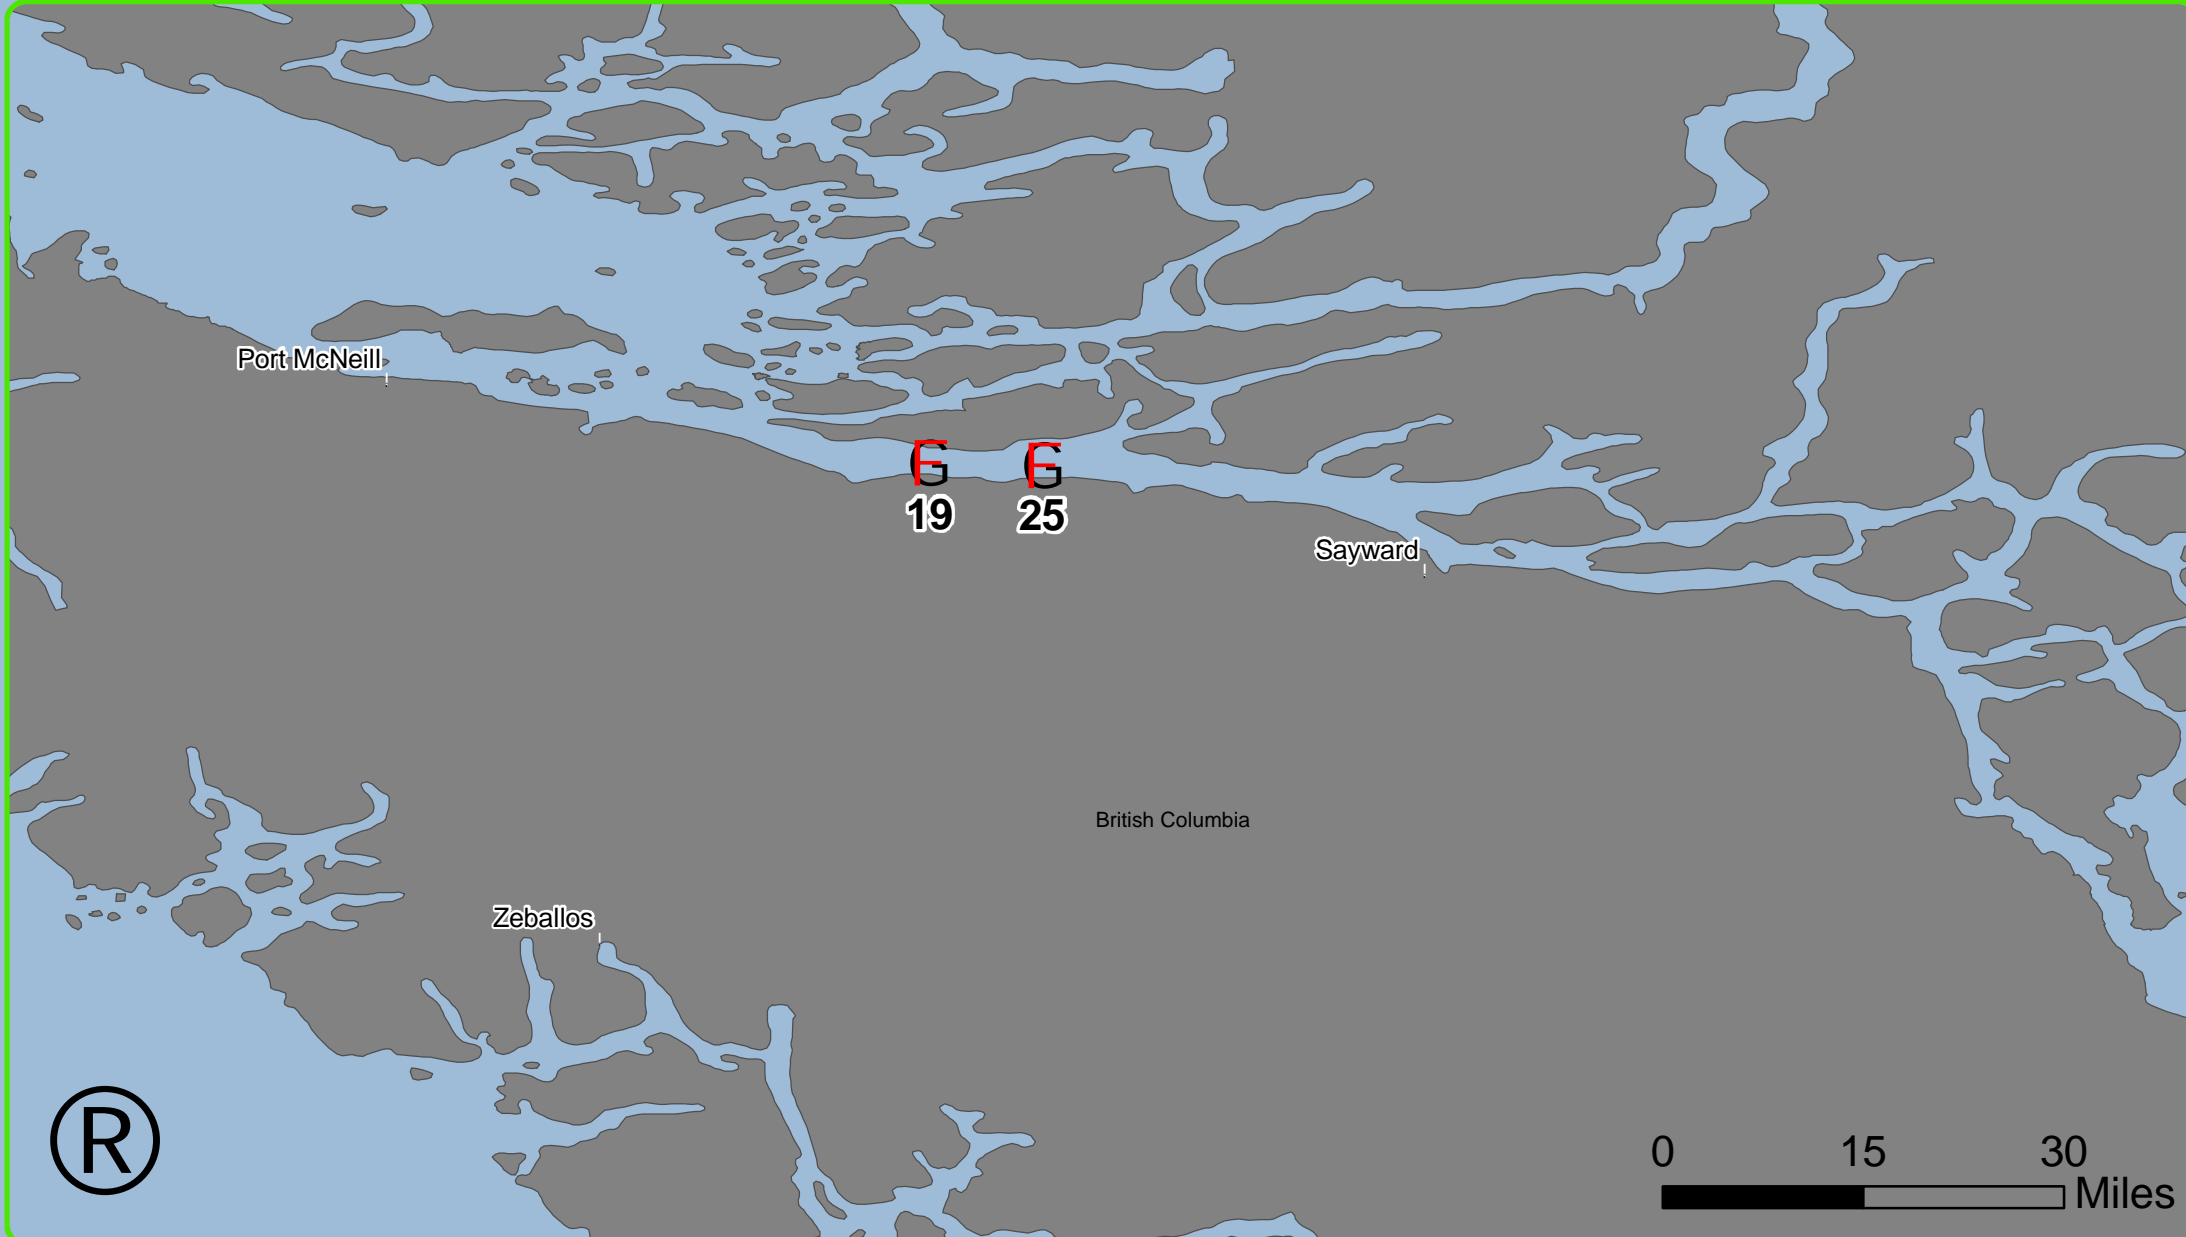 Port McNeill
G F
G F
19
25
Sayward
British Columbia
Zeballos
®
0 15 30
Miles